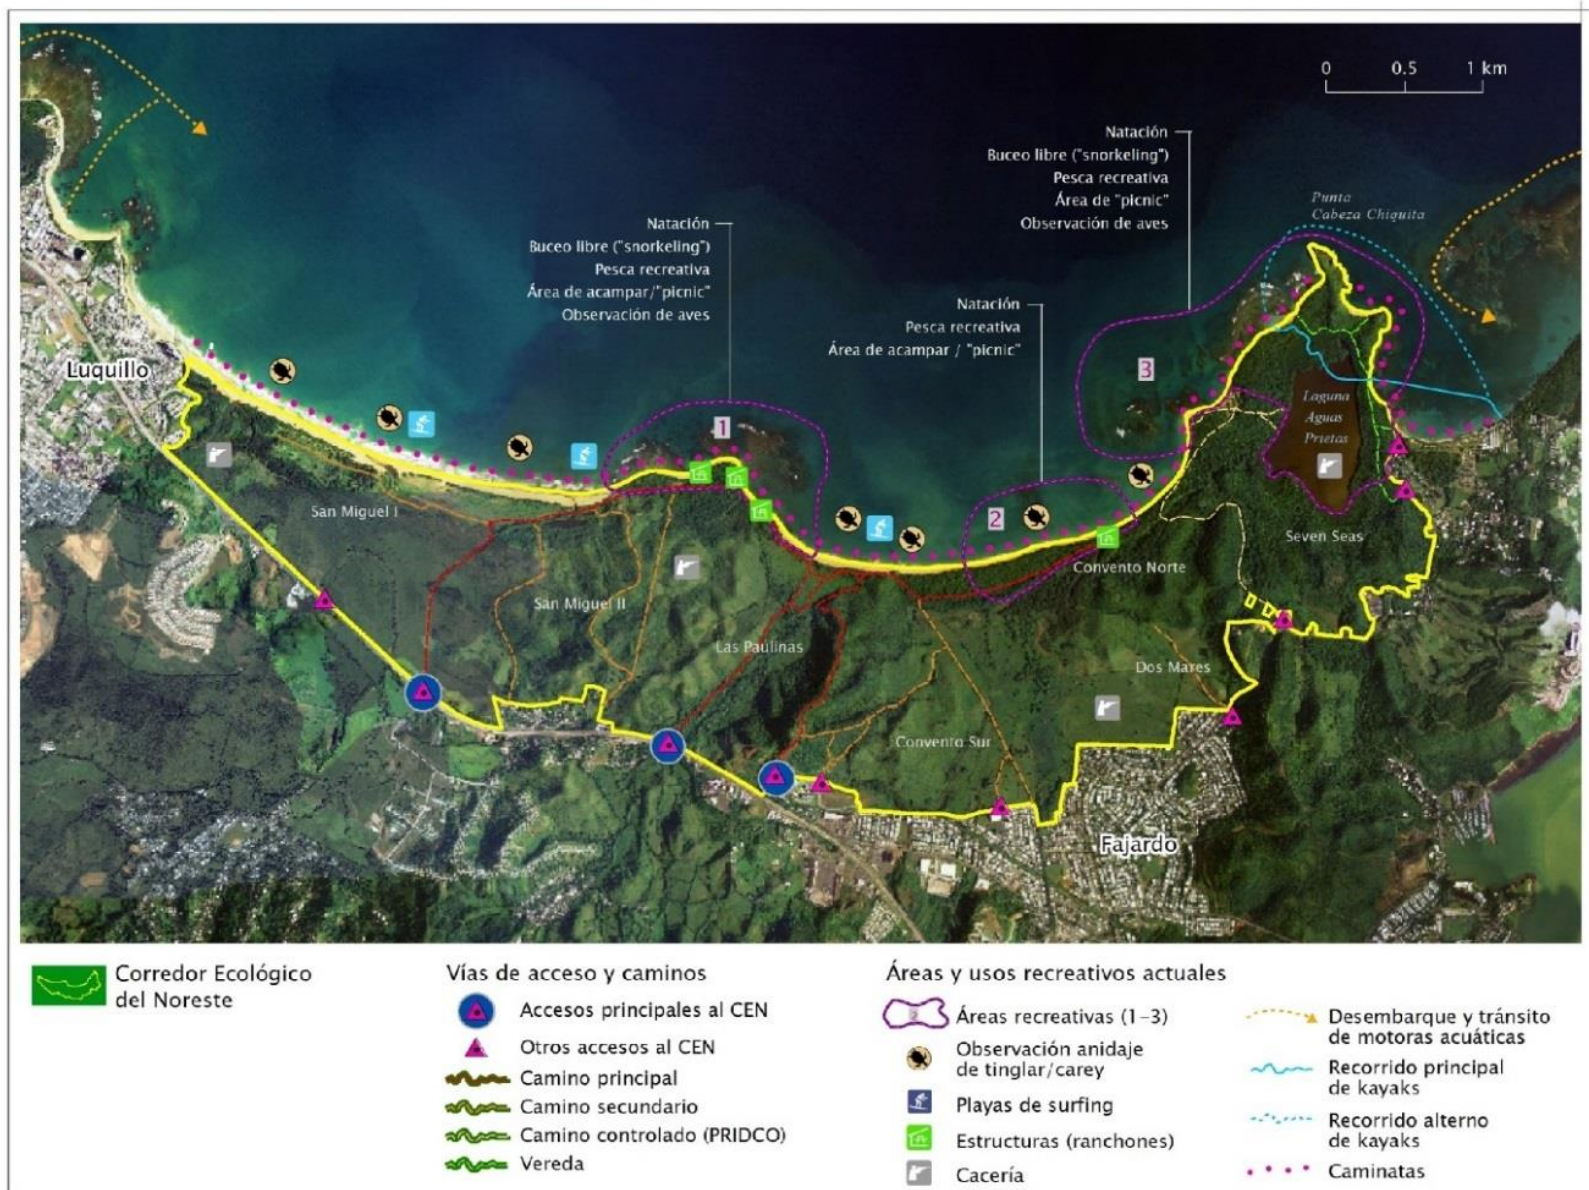 0 0.5 1 km
Natación
Buceo libre ("snorkeling")
Pesca recreativa
Área de "picnic"
Observación de aves
Punta
Cabeza Chiquita
Natación
Buceo libre ("snorkeling")
Pesca recreativa
Área de acampar/"picnic"
Observación de aves
Natación
Pesca recreativa
Área de acampar / "picnic"
Luquillo
3
Laguna
Aguas
Prietas
1
San Miguel I
2
Seven Seas
Convento Norte
San Miguel II
Las Paulinas
Dos Mares
Convento Sur
Fajardo
Corredor Ecológico
del Noreste
Vías de acceso y caminos
Accesos principales al CEN
Otros accesos al CEN
Camino principal
Camino secundario
Camino controlado (PRIDCO)
Vereda
Áreas y usos recreativos actuales
Áreas recreativas (1-3)
Observación anidaje
de tinglar/carey
Playas de surfing
Estructuras (ranchones)
Cacería
Desembarque y tránsito
de motoras acuáticas
Recorrido principal
de kayaks
Recorrido alterno
de kayaks
Caminatas